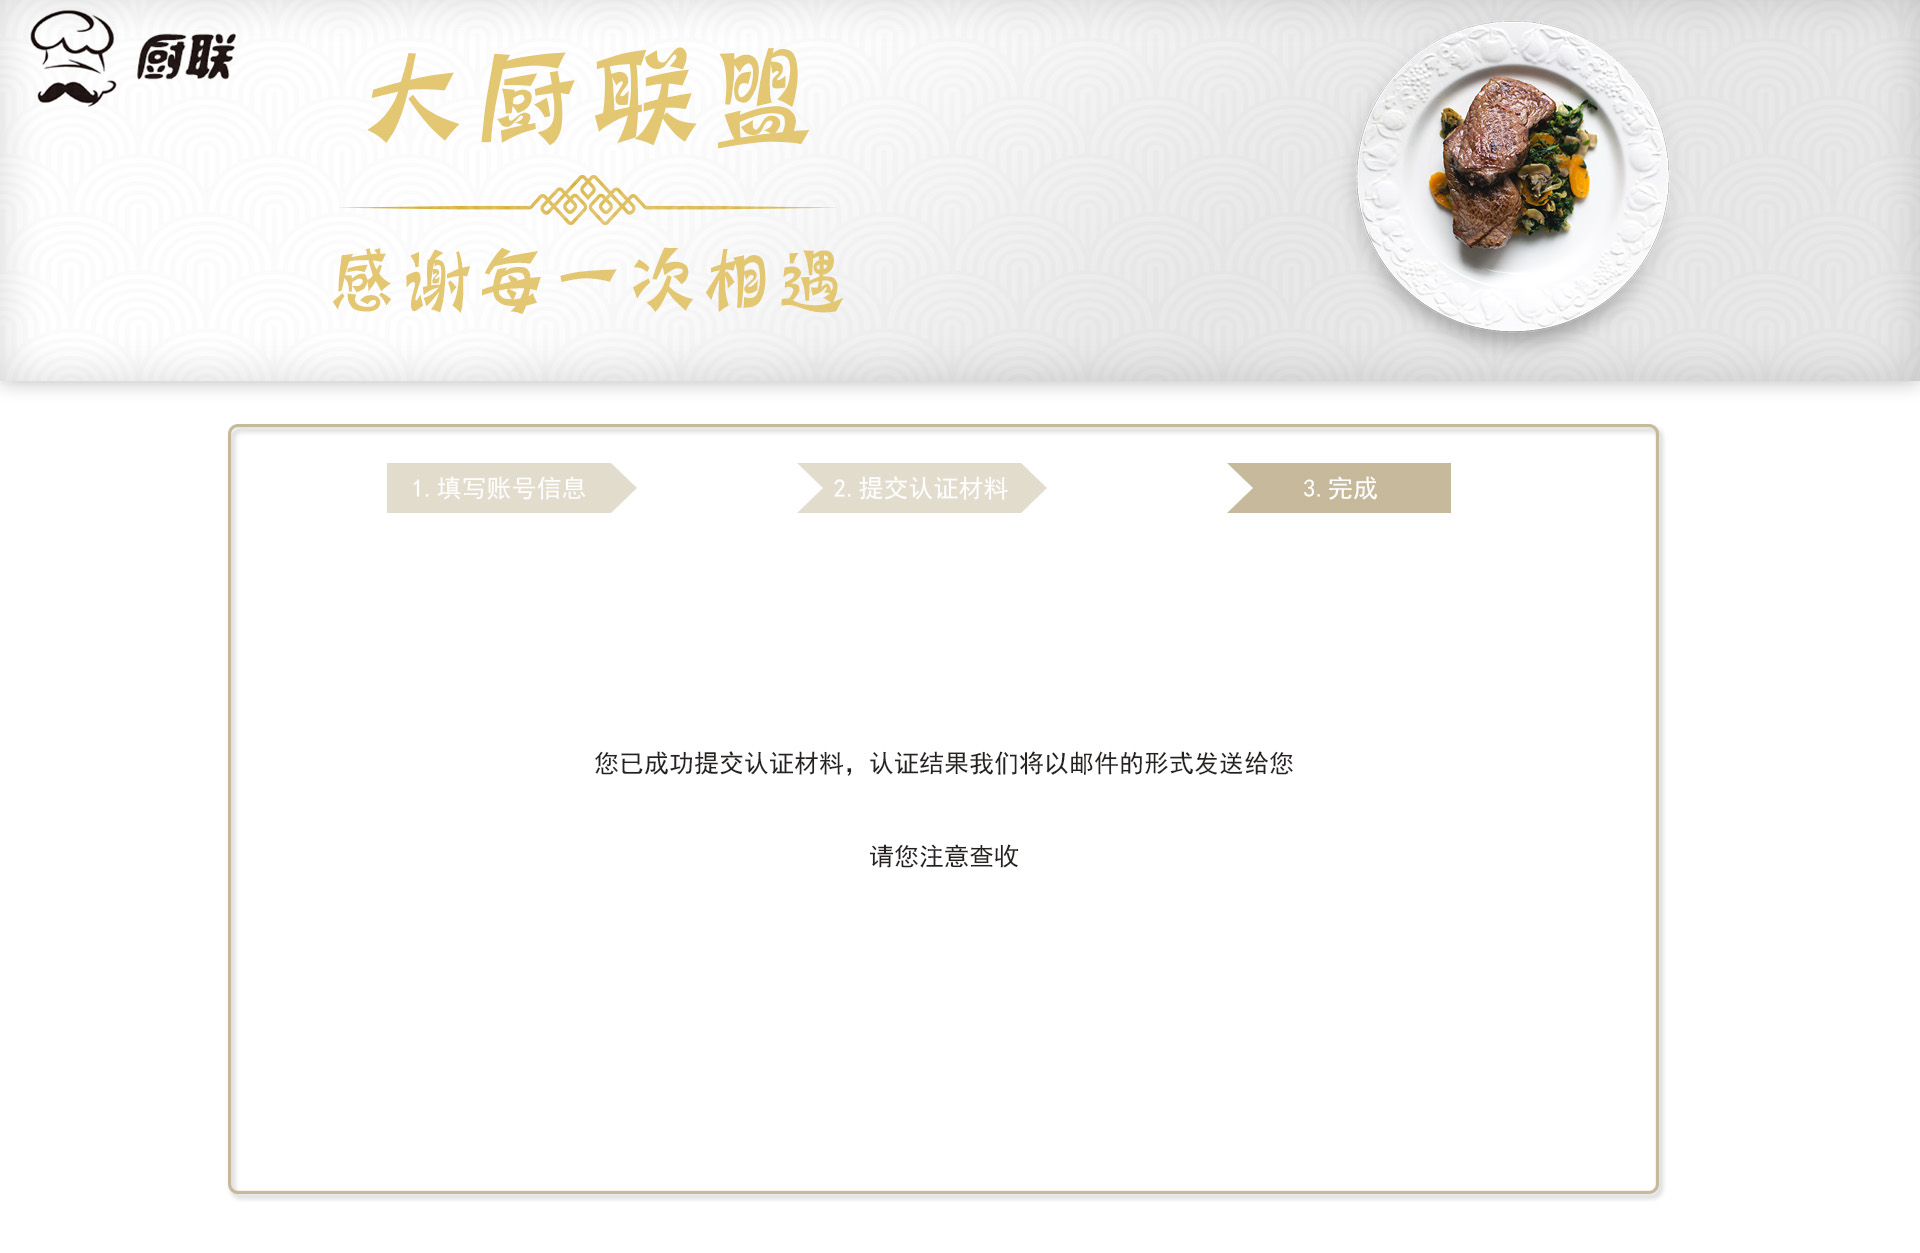 厨联
大厨联盟
感谢每一次相遇
1.填写账号信息
2.提交认证材料
3.完成
您已成功提交认证材料，认证结果我们将以邮件的形式发送给您
请您注意查收